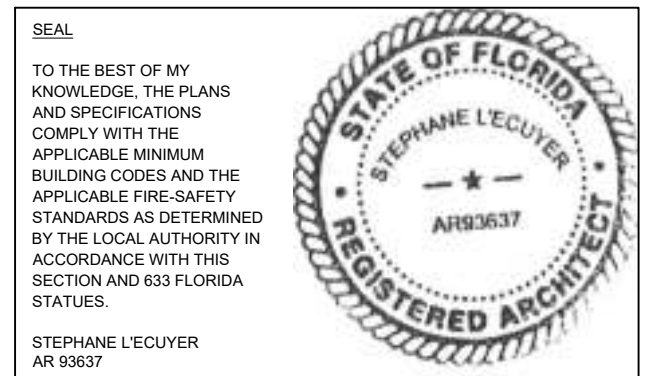 SEAL
TO THE BEST OF MY
KNOWLEDGE, THE PLANS
AND SPECIFICATIONS
COMPLY WITH THE
APPLICABLE MINIMUM
BUILDING CODES AND THE
APPLICABLE FIRE-SAFETY
STANDARDS AS DETERMINED
BY THE LOCAL AUTHORITY IN
ACCORDANCE WITH THIS
SECTION AND 633 FLORIDA
STATUES.
STEPHANE L'ECUYER
AR 93637
STATE OF FLORIDA
STEPHANE L'ECUYER
AR93637
REGISTERED ARCHITECT